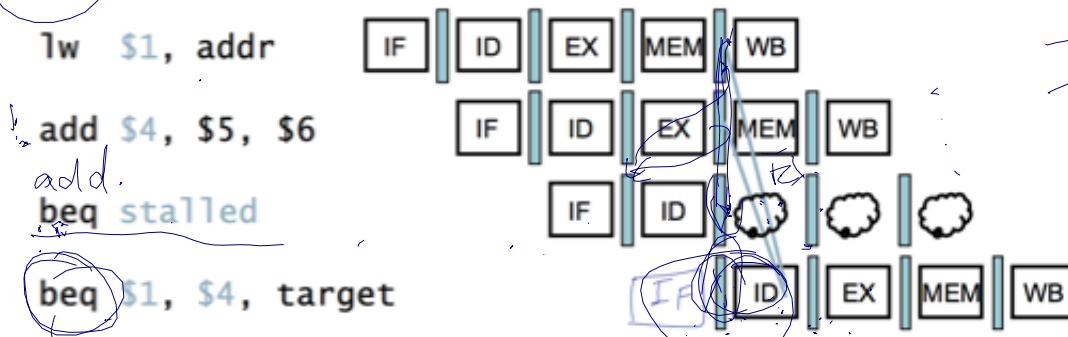 lw $1, addr IF ID EX MEM WB
add $4, $5, $6 IF ID EX MEM WB
add.
beq stalled IF ID
beq $1, $4, target IF ID EX MEM WB